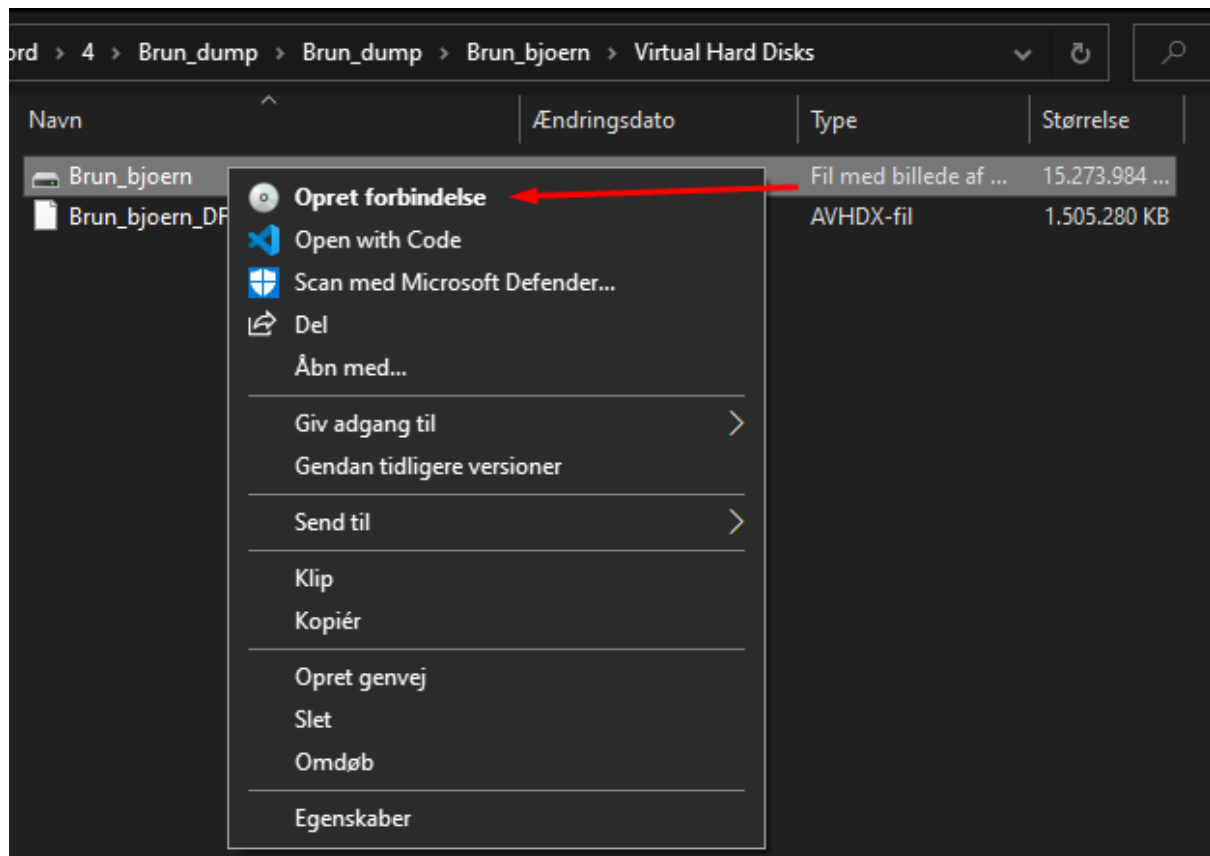 ord > 4 > Brun_dump > Brun_dump > Brun_bjoern > Virtual Hard Disks
Navn Ændringsdato Type Størrelse
Brun_bjoern Fil med billede af ... 15.273.984 ...
Brun_bjoern_DF AVHDX-fil 1.505.280 KB
Opret forbindelse
Open with Code
Scan med Microsoft Defender...
Del
Åbn med...
Giv adgang til
Gendan tidligere versioner
Send til
Klip
Kopiér
Opret genvej
Slet
Omdøb
Egenskaber